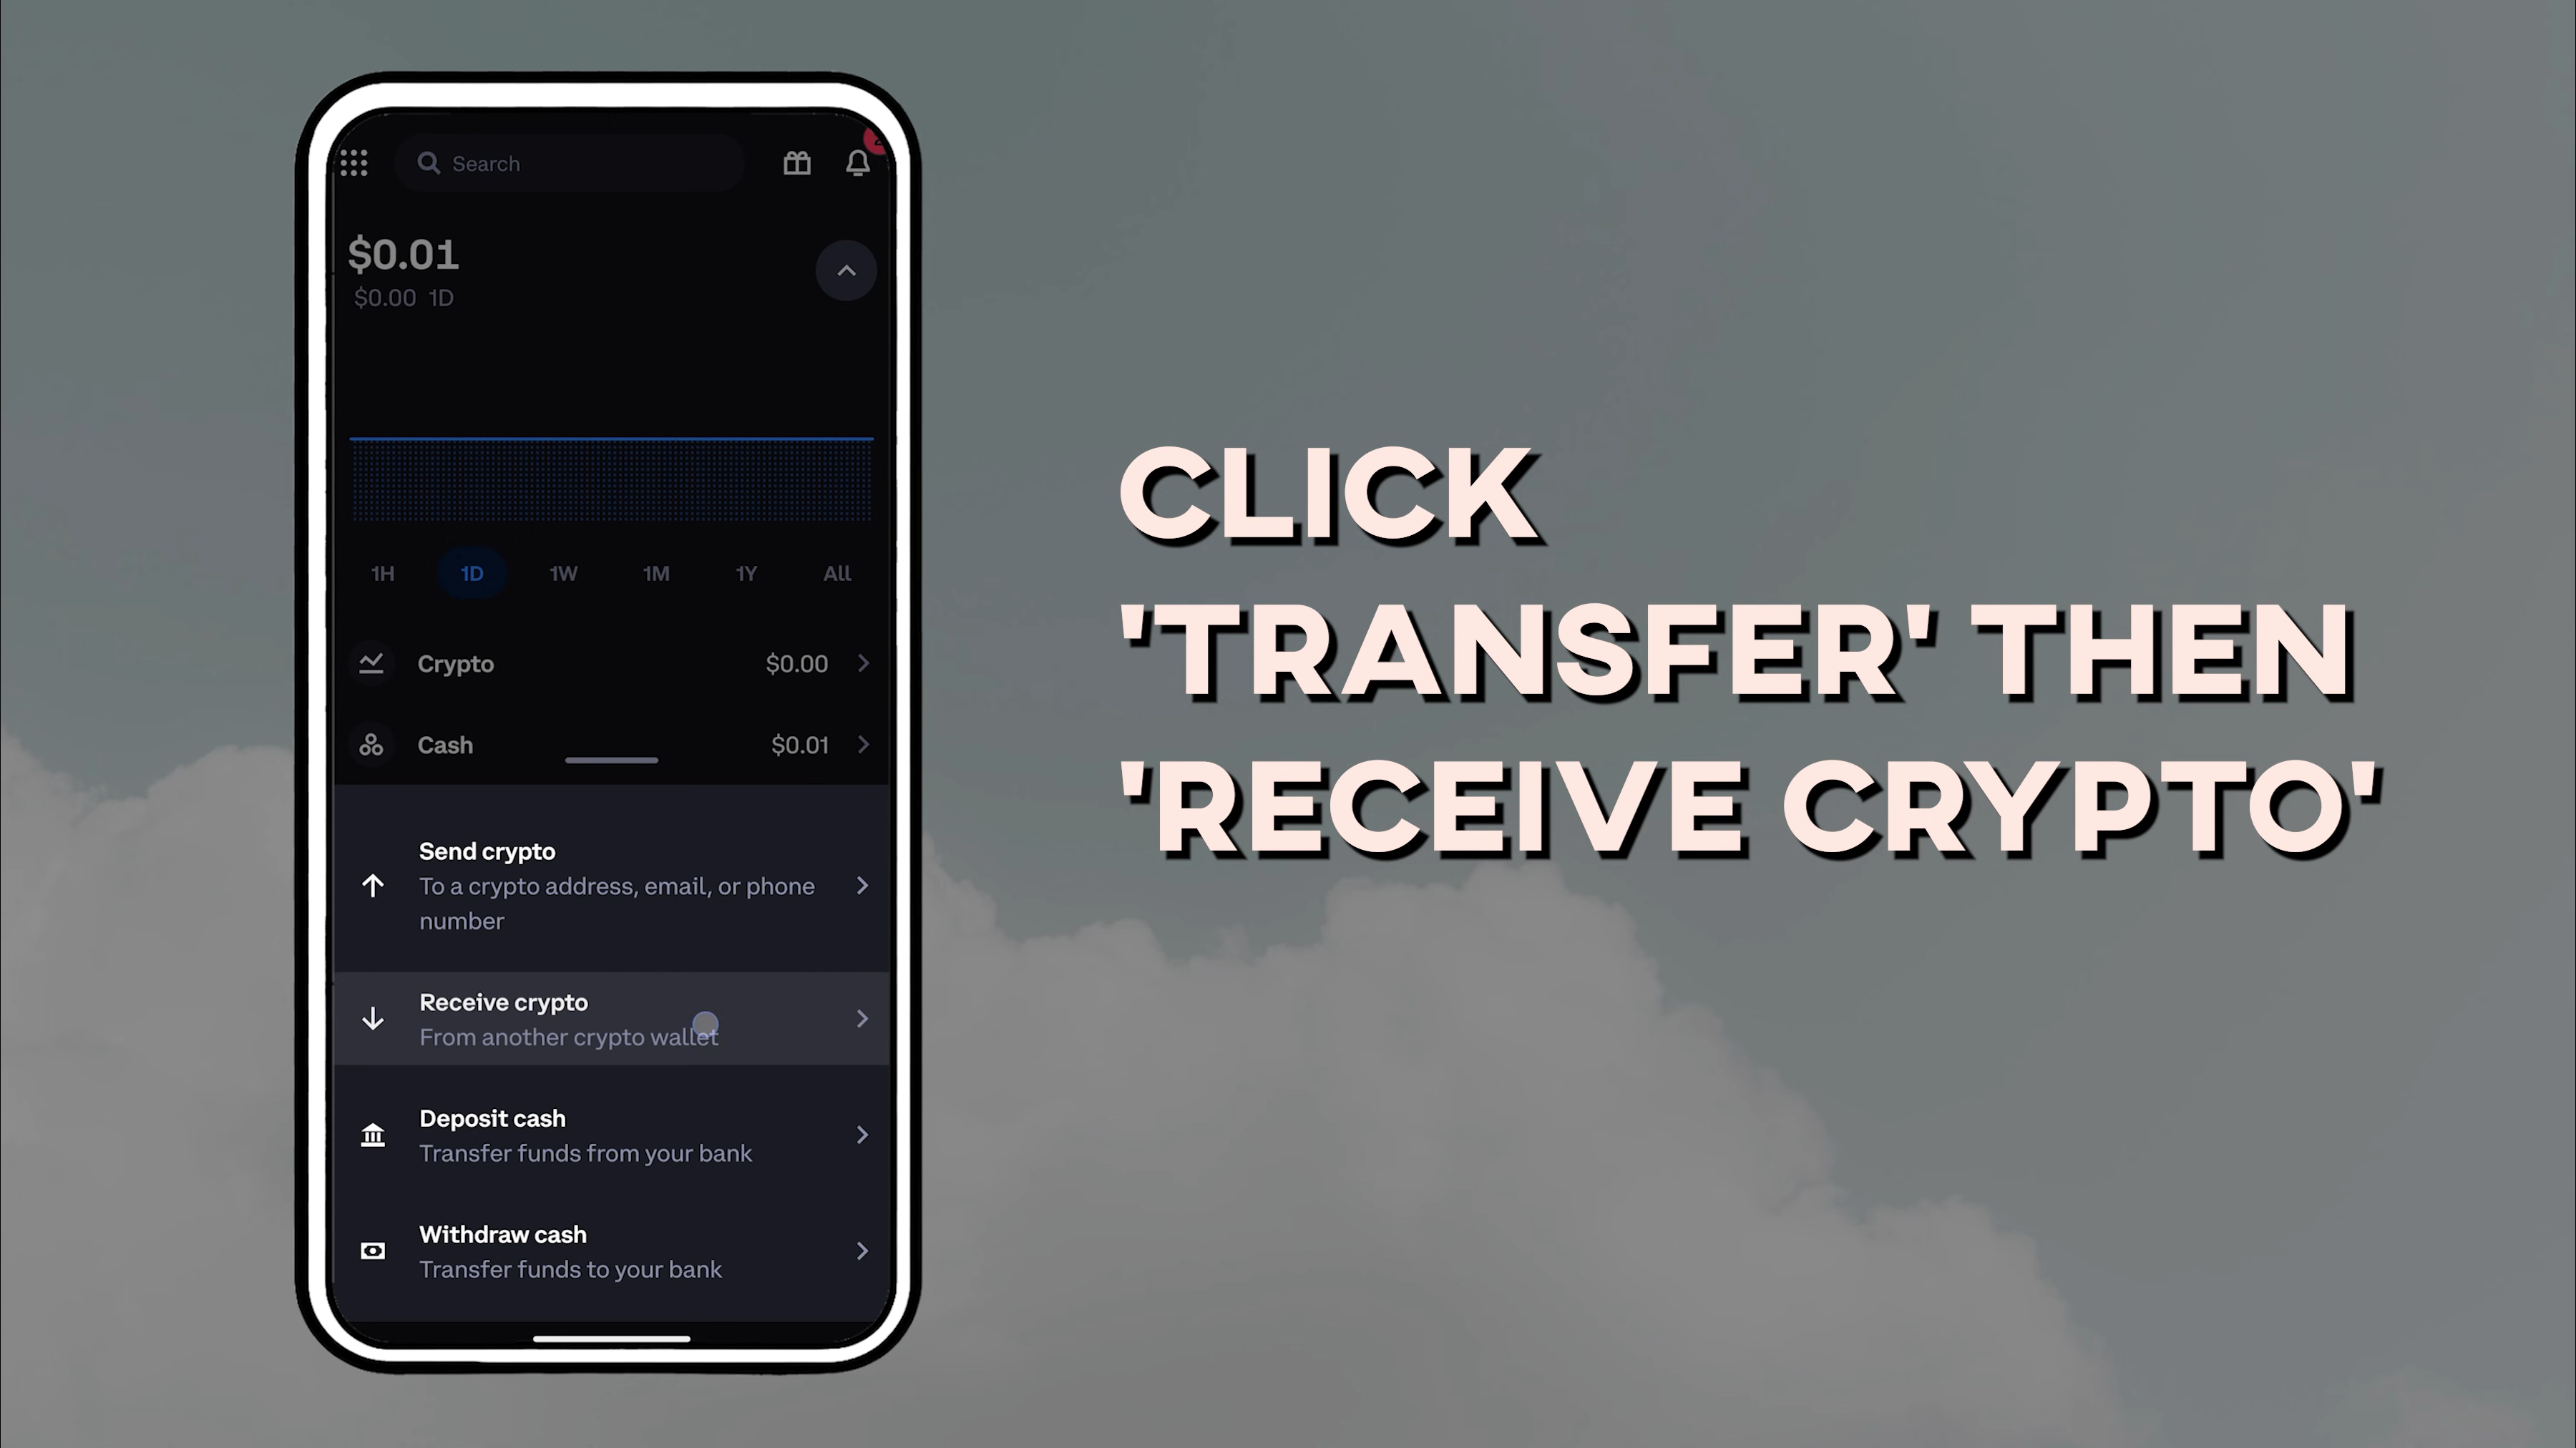 Search
$0.01
$0.00 1D
1H 1D 1W 1M 1Y All
Crypto $0.00
Cash $0.01
Send crypto
To a crypto address, email, or phone
number
Receive crypto
From another crypto wallet
Deposit cash
Transfer funds from your bank
Withdraw cash
Transfer funds to your bank
CLICK
'TRANSFER' THEN
'RECEIVE CRYPTO'